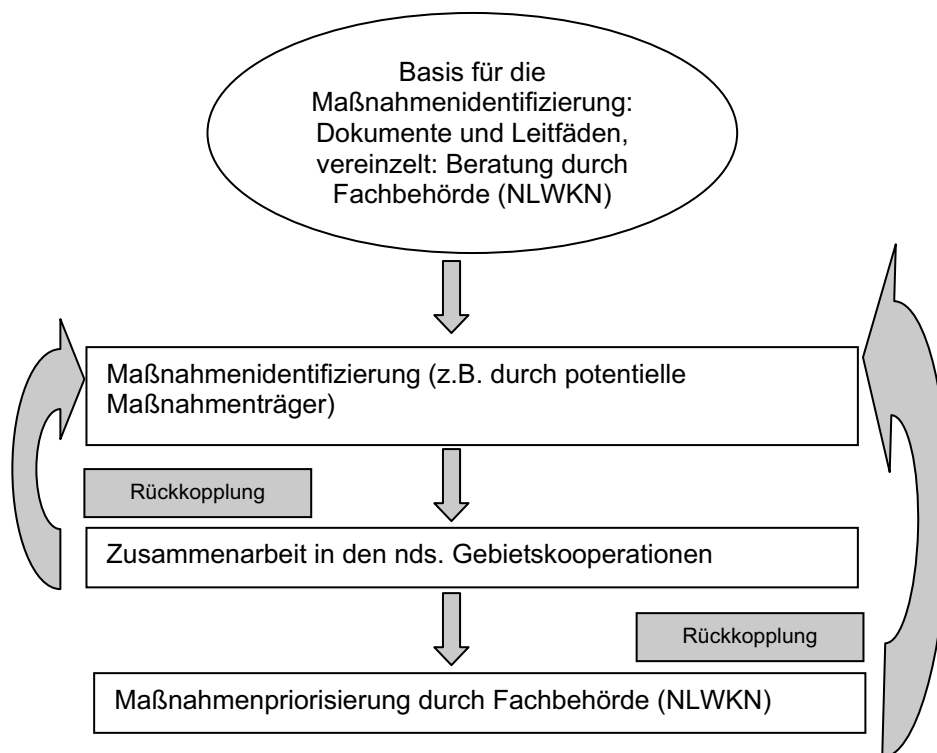 Basis für die
Maßnahmenidentifizierung:
Dokumente und Leitfäden,
vereinzelt: Beratung durch
Fachbehörde (NLWKN)
Maßnahmenidentifizierung (z.B. durch potentielle
Maßnahmenträger)
Rückkopplung
Zusammenarbeit in den nds. Gebietskooperationen
Rückkopplung
Maßnahmenpriorisierung durch Fachbehörde (NLWKN)